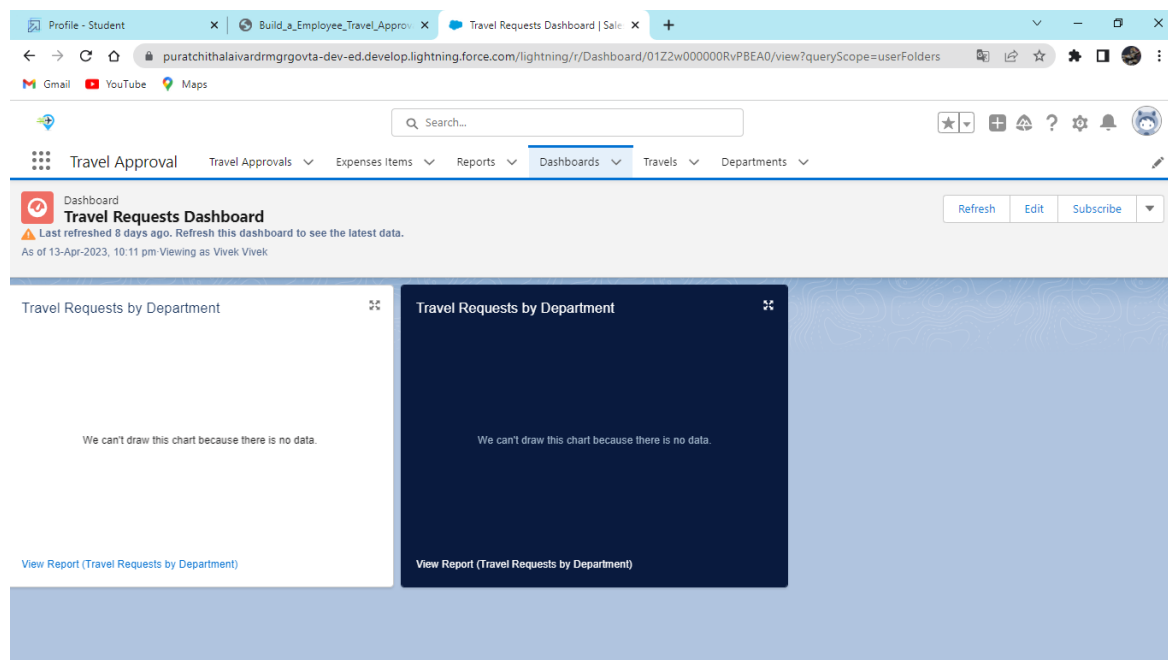 Profile - Student
Build_a_Employee_Travel_Approv
Travel Requests Dashboard | Sale
puratchithalaivardrmgrgovta-dev-ed.develop.lightning.force.com/lightning/r/Dashboard/01Z2w000000RvPBEA0/view?queryScope=userFolders
Gmail YouTube Maps
Search...
Travel Approval Travel Approvals Expenses Items Reports Dashboards Travels Departments
Dashboard
Travel Requests Dashboard
Last refreshed 8 days ago. Refresh this dashboard to see the latest data.
As of 13-Apr-2023, 10:11 pm·Viewing as Vivek Vivek
Refresh Edit Subscribe
Travel Requests by Department
We can't draw this chart because there is no data.
View Report (Travel Requests by Department)
Travel Requests by Department
We can't draw this chart because there is no data.
View Report (Travel Requests by Department)